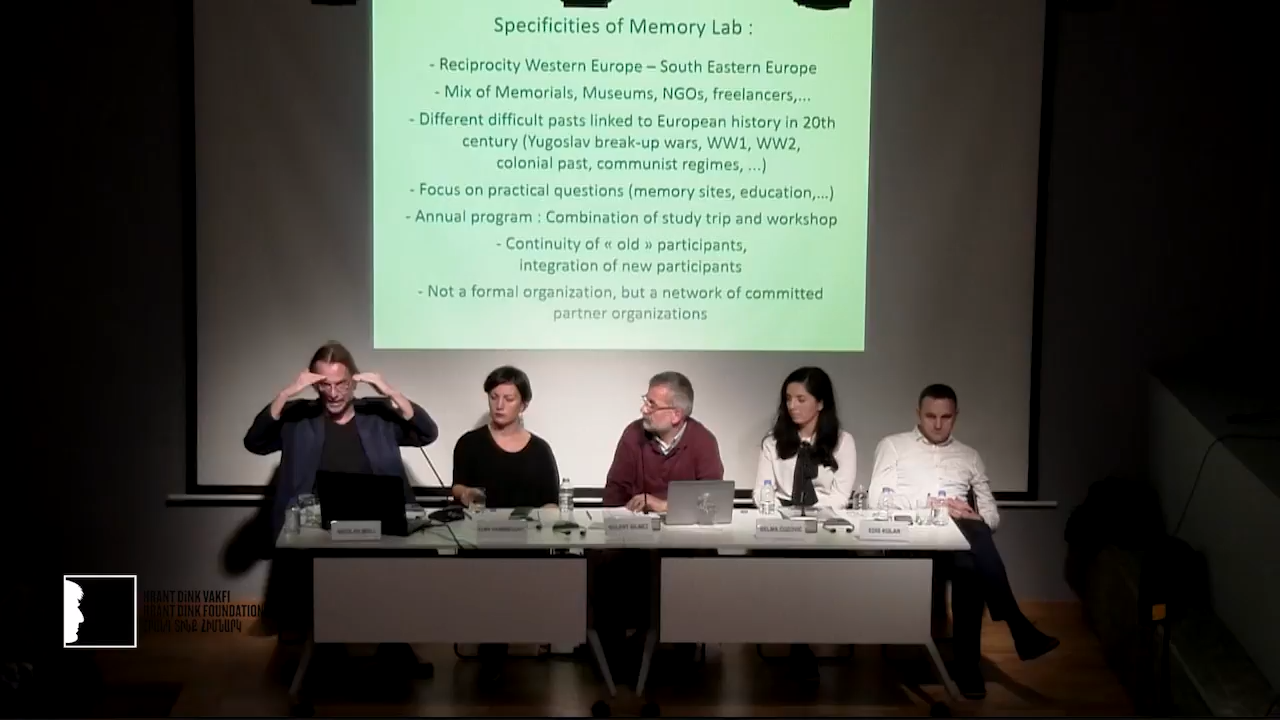 Specificities of Memory Lab :
- Reciprocity Western Europe – South Eastern Europe
- Mix of Memorials, Museums, NGOs, freelancers,...
- Different difficult pasts linked to European history in 20th
century (Yugoslav break-up wars, WW1, WW2,
colonial past, communist regimes, ...)
- Focus on practical questions (memory sites, education,...)
- Annual program : Combination of study trip and workshop
- Continuity of « old » participants,
integration of new participants
- Not a formal organization, but a network of committed
partner organizations
HRANT DİNK VAKFI
HRANT DINK FOUNDATION